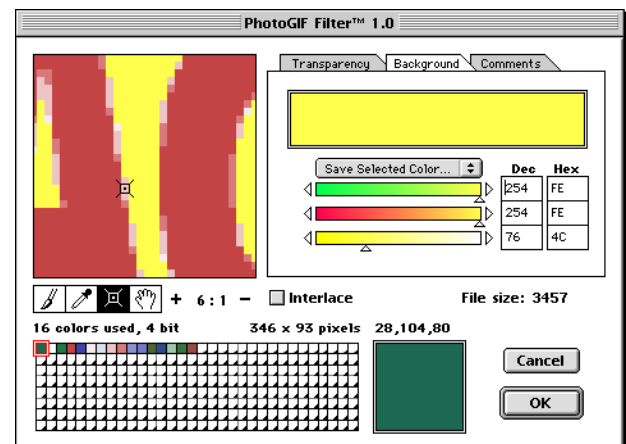 PhotoGIF Filter™ 1.0
Transparency Background Comments
Save Selected Color... Dec Hex
254 FE
254 FE
76 4C
+ 6:1 − Interlace File size: 3457
16 colors used, 4 bit 346 x 93 pixels 28,104,80
Cancel
OK